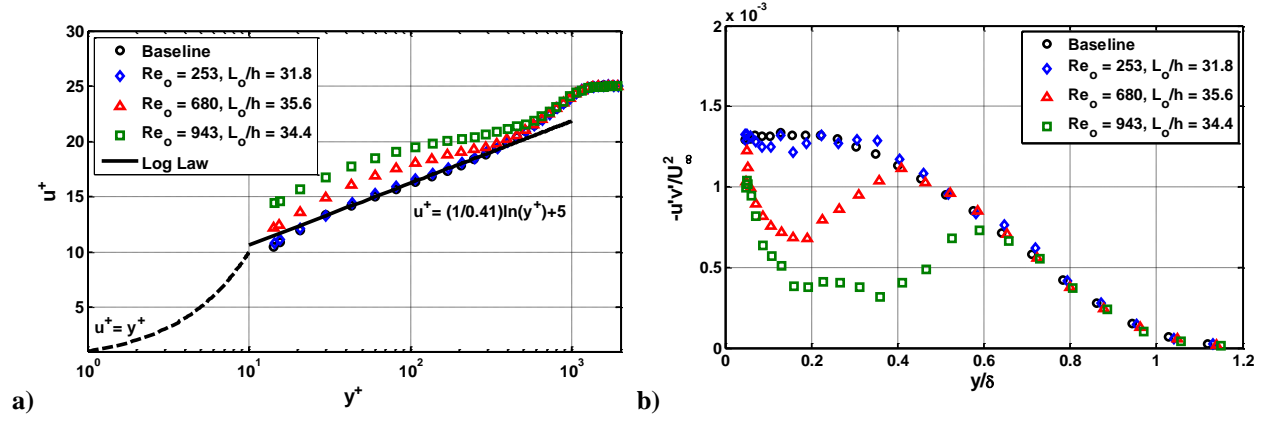 30
25
20
15
10
5
u+
Baseline
Reo = 253, Lo/h = 31.8
Reo = 680, Lo/h = 35.6
Reo = 943, Lo/h = 34.4
Log Law
u+ = (1/0.41)ln(y+)+5
u+ = y+
10^0
10^1
10^2
10^3
y+
a)
2 x 10^-3
1.5
1
0.5
0
-u'v'/U∞^2
Baseline
Reo = 253, Lo/h = 31.8
Reo = 680, Lo/h = 35.6
Reo = 943, Lo/h = 34.4
0
0.2
0.4
0.6
0.8
1
1.2
y/δ
b)